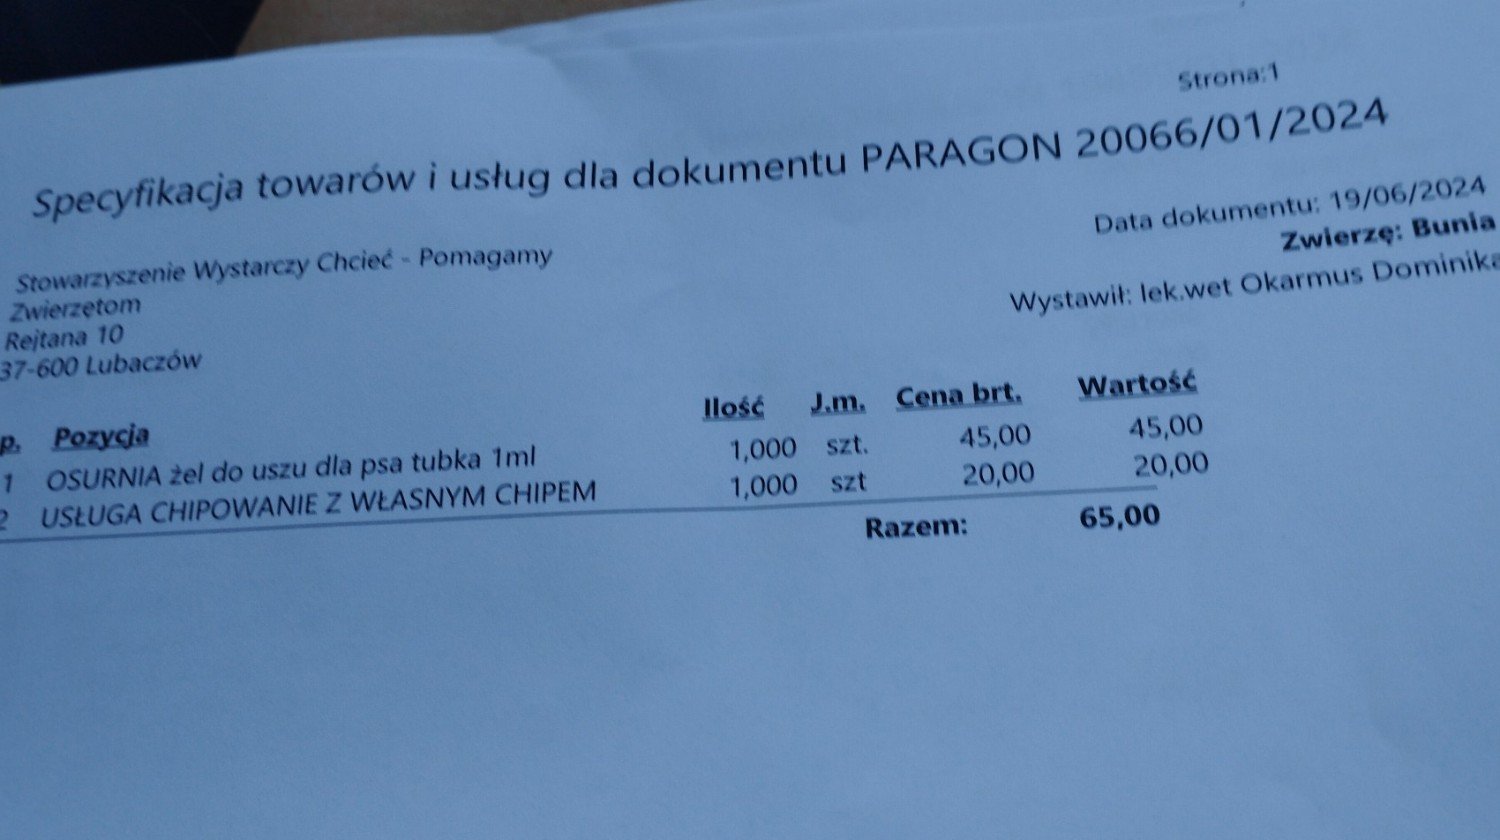 Strona:1
Specyfikacja towarów i usług dla dokumentu PARAGON 20066/01/2024
Data dokumentu: 19/06/2024
Zwierzę: Bunia
Wystawił: lek.wet Okarmus Dominika
Stowarzyszenie Wystarczy Chcieć - Pomagamy
Zwierzętom
Rejtana 10
37-600 Lubaczów
p. Pozycja Ilość J.m. Cena brt. Wartość
1 OSURNIA żel do uszu dla psa tubka 1ml 1,000 szt. 45,00 45,00
2 USŁUGA CHIPOWANIE Z WŁASNYM CHIPEM 1,000 szt 20,00 20,00
Razem: 65,00